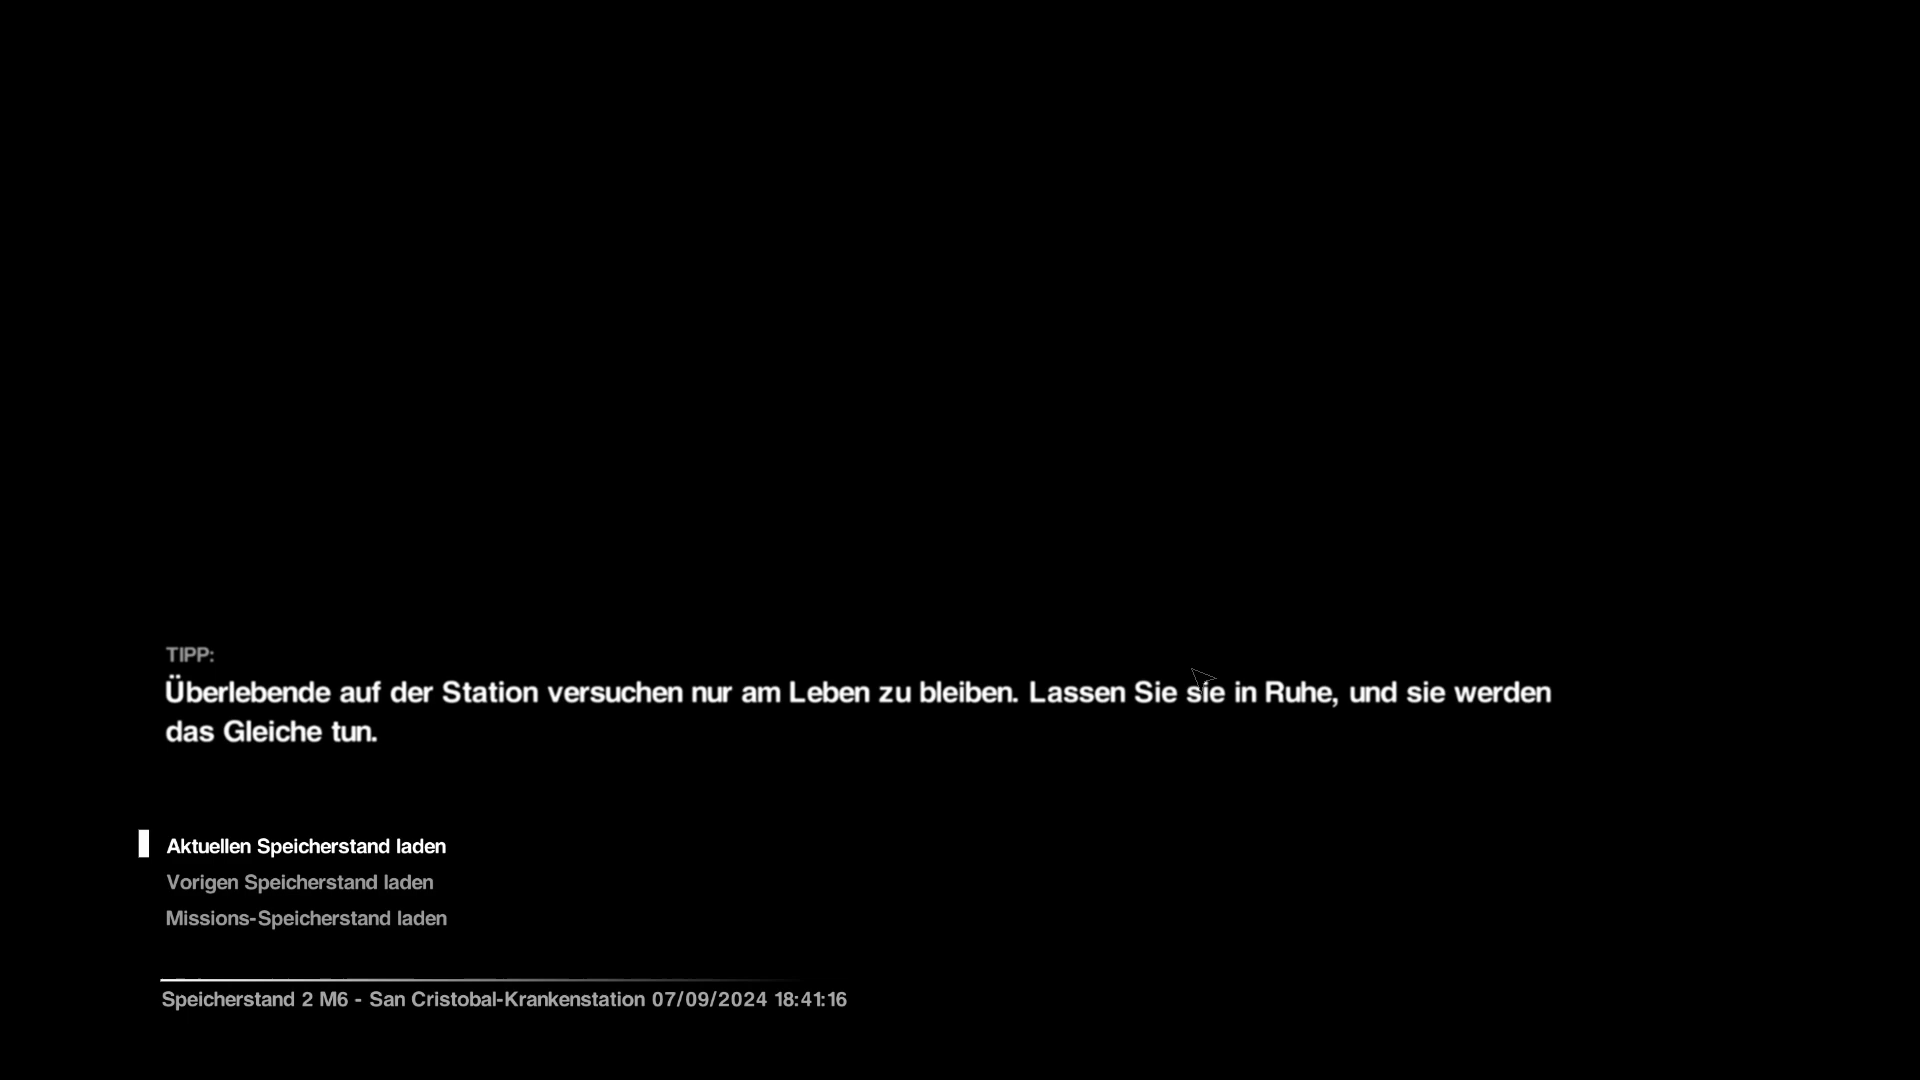 TIPP:
Überlebende auf der Station versuchen nur am Leben zu bleiben. Lassen Sie sie in Ruhe, und sie werden
das Gleiche tun.
Aktuellen Speicherstand laden
Vorigen Speicherstand laden
Missions-Speicherstand laden
Speicherstand 2 M6 - San Cristobal-Krankenstation 07/09/2024 18:41:16